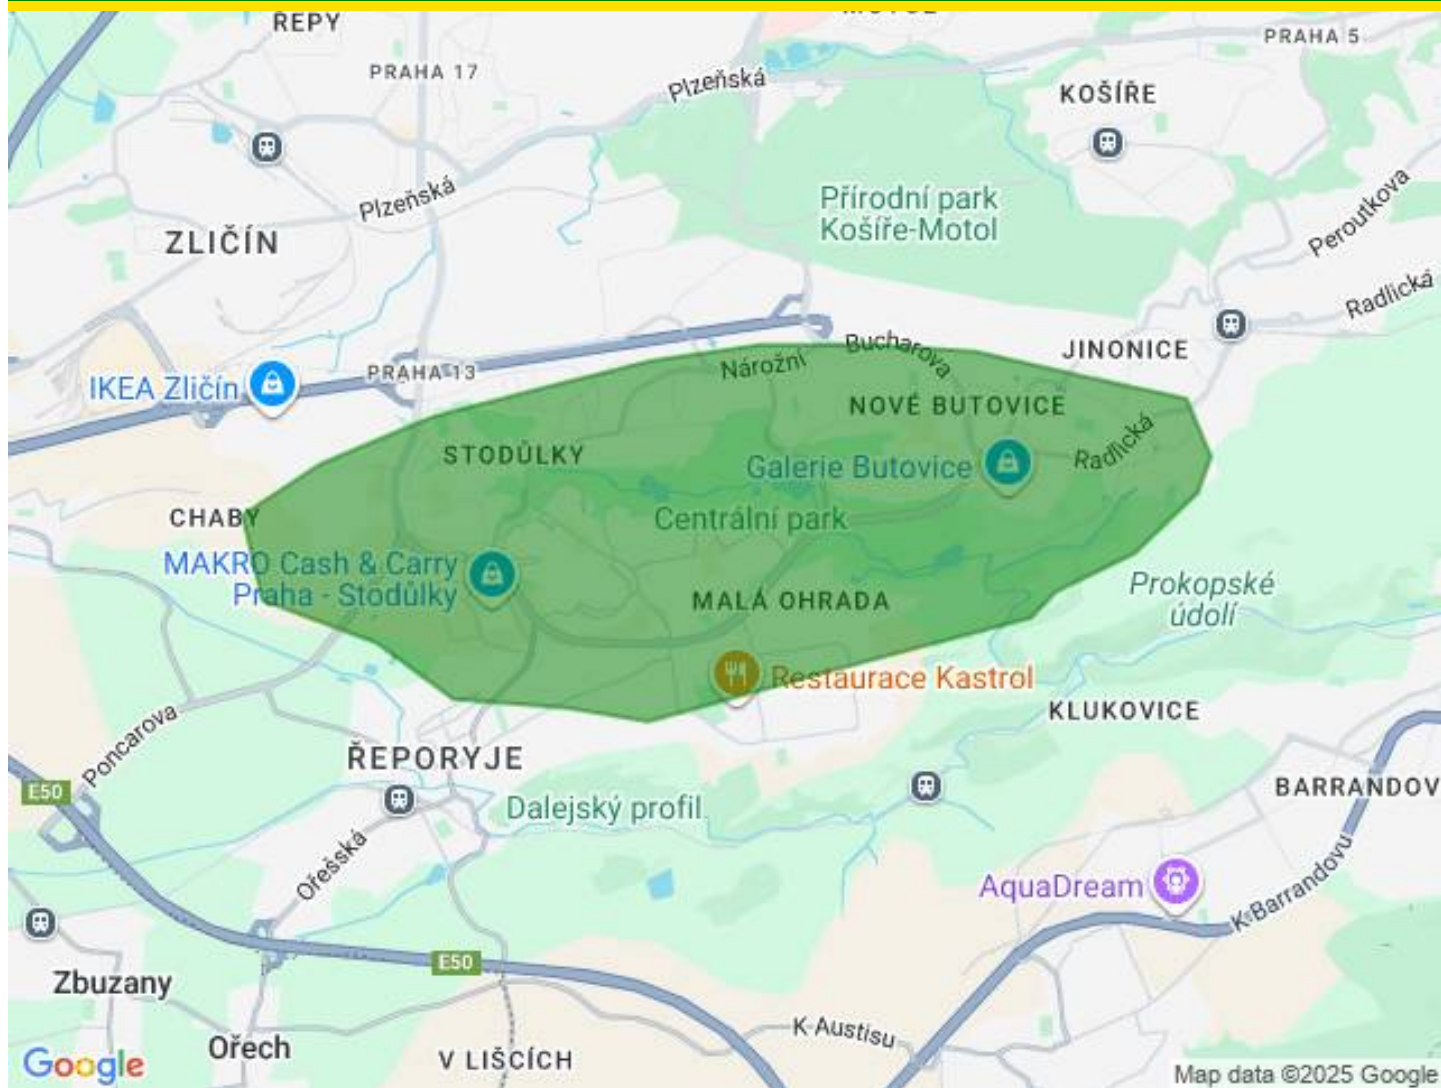 ŘEPY
PRAHA 5
PRAHA 17
Plzeňská
KOŠÍŘE
Plzeňská
Přírodní park
Košíře-Motol
Peroutkova
ZLIČÍN
Radlická
Bucharova
JINONICE
Nárožní
PRAHA 13
IKEA Zličín
NOVÉ BUTOVICE
Radlická
STODŮLKY
Galerie Butovice
CHABY
Centrální park
MAKRO Cash & Carry
Praha - Stodůlky
Prokopské
údolí
MALÁ OHRADA
Restaurace Kastrol
KLUKOVICE
Poncarova
ŘEPORYJE
E50
BARRANDOV
Dalejský profil
Ořešská
AquaDream
K Barrandovu
E50
Zbuzany
K Austisu
Ořech
V LIŠCÍCH
Google
Map data ©2025 Google